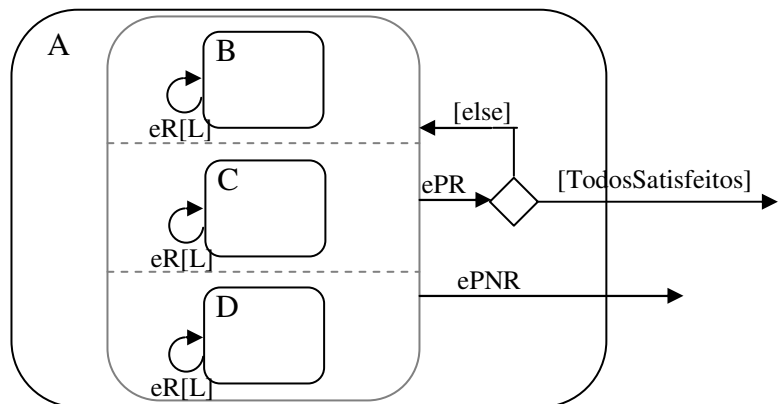 A
B
eR[L]
[else]
C
ePR
[TodosSatisfeitos]
eR[L]
ePNR
D
eR[L]